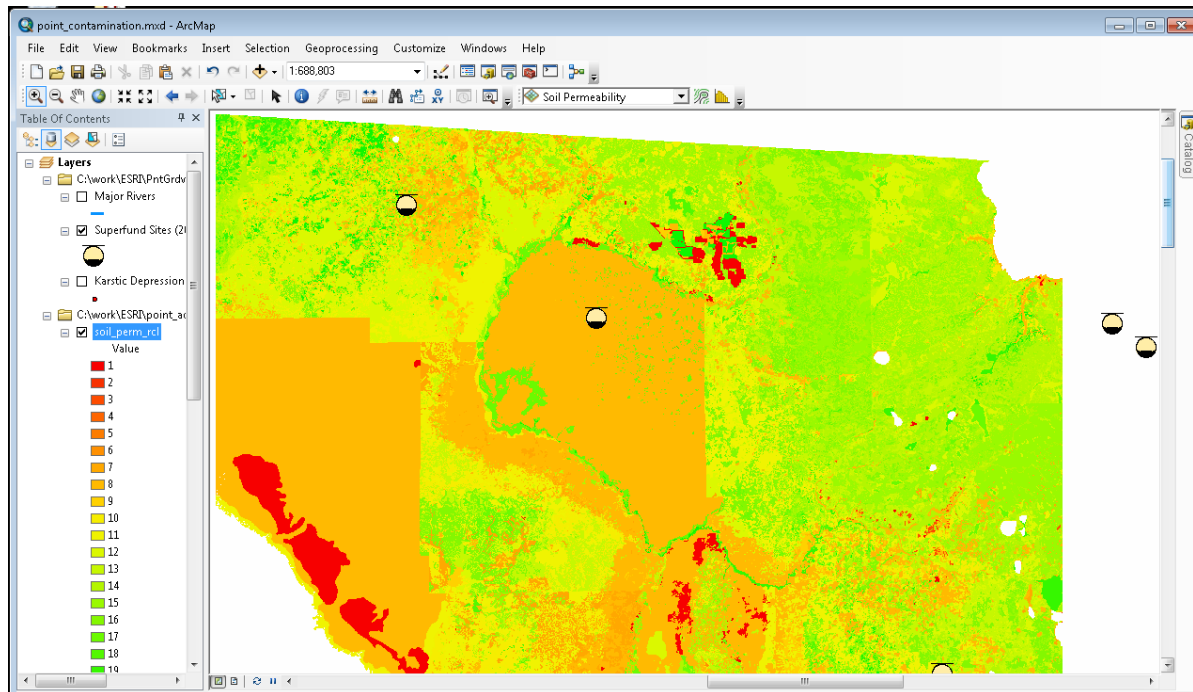 point_contamination.mxd - ArcMap
File Edit View Bookmarks Insert Selection Geoprocessing Customize Windows Help
1:688,803
Soil Permeability
Table Of Contents
Layers
C:\work\ESRI\PntGrdv
Major Rivers
Superfund Sites (20
Karstic Depression
C:\work\ESRI\point_ac
soil_perm_rcl
Value
1
2
3
4
5
6
7
8
9
10
11
12
13
14
15
16
17
18
19
Catalog